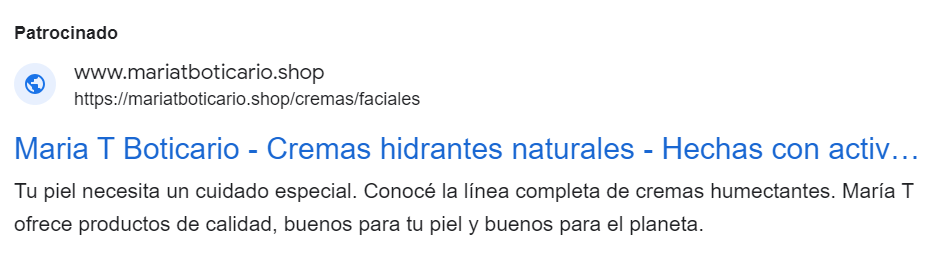 Patrocinado
www.mariatboticario.shop
https://mariatboticario.shop/cremas/faciales
Maria T Boticario - Cremas hidrantes naturales - Hechas con activ…
Tu piel necesita un cuidado especial. Conocé la línea completa de cremas humectantes. María T
ofrece productos de calidad, buenos para tu piel y buenos para el planeta.